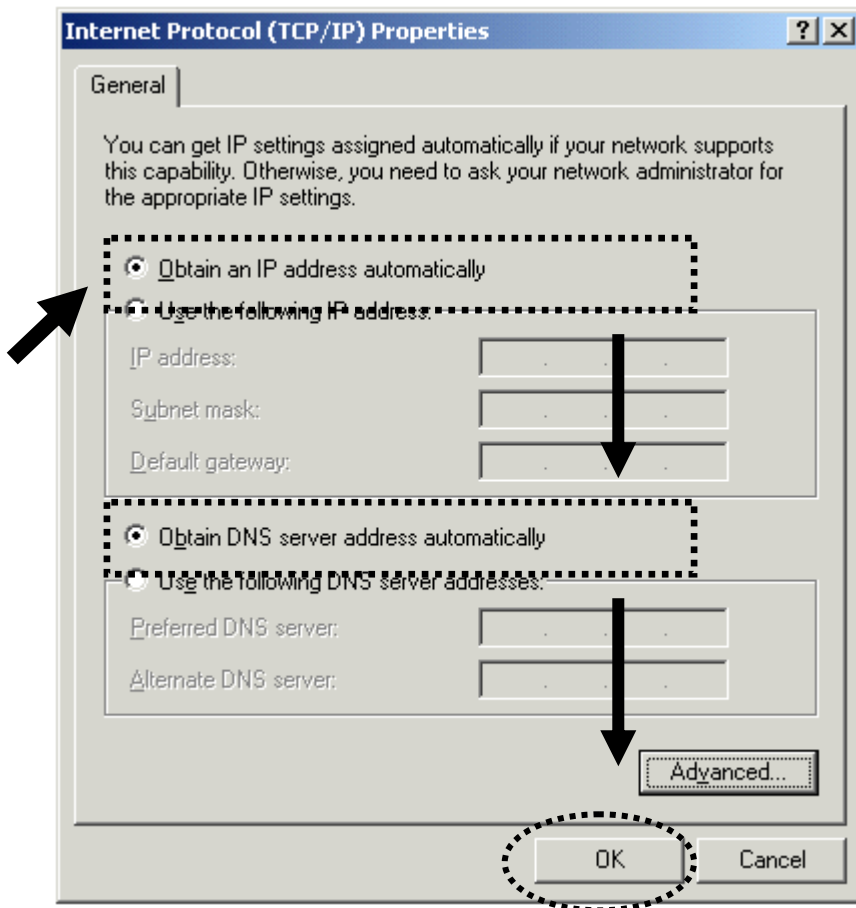 Internet Protocol (TCP/IP) Properties
General
You can get IP settings assigned automatically if your network supports
this capability. Otherwise, you need to ask your network administrator for
the appropriate IP settings.
Obtain an IP address automatically
Use the following IP address:
IP address:
Subnet mask:
Default gateway:
Obtain DNS server address automatically
Use the following DNS server addresses:
Preferred DNS server:
Alternate DNS server:
Advanced...
OK Cancel